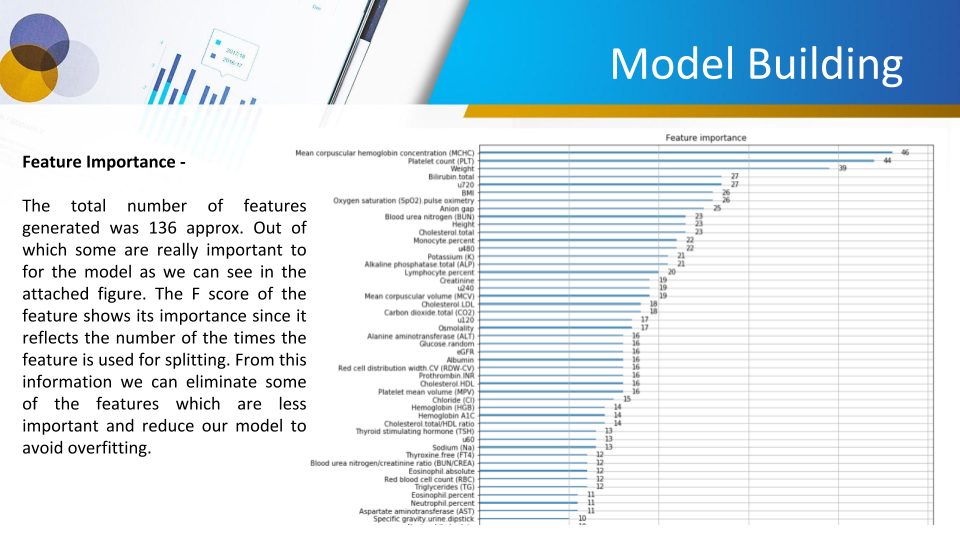 Model Building
2017/18
2016/17
Feature Importance -
The total number of features
generated was 136 approx. Out of
which some are really important to
for the model as we can see in the
attached figure. The F score of the
feature shows its importance since it
reflects the number of the times the
feature is used for splitting. From this
information we can eliminate some
of the features which are less
important and reduce our model to
avoid overfitting.
Feature importance
Mean corpuscular hemoglobin concentration (MCHC) 46
Platelet count (PLT) 44
Weight 39
Bilirubin.total 27
u720 27
BMI 26
Oxygen saturation (SpO2).pulse oximetry 26
Anion gap 25
Blood urea nitrogen (BUN) 23
Height 23
Cholesterol.total 23
Monocyte.percent 22
u480 22
Potassium (K) 21
Alkaline phosphatase.total (ALP) 21
Lymphocyte.percent 20
Creatinine 19
u240 19
Mean corpuscular volume (MCV) 19
Cholesterol.LDL 18
Carbon dioxide.total (CO2) 18
u120 17
Osmolality 17
Alanine aminotransferase (ALT) 16
Glucose.random 16
eGFR 16
Albumin 16
Red cell distribution width.CV (RDW-CV) 16
Prothrombin.INR 16
Cholesterol.HDL 16
Platelet mean volume (MPV) 16
Chloride (Cl) 15
Hemoglobin (HGB) 14
Hemoglobin A1C 14
Cholesterol.total/HDL ratio 14
Thyroid stimulating hormone (TSH) 13
u60 13
Sodium (Na) 13
Thyroxine.free (FT4) 12
Blood urea nitrogen/creatinine ratio (BUN/CREA) 12
Eosinophil.absolute 12
Red blood cell count (RBC) 12
Triglycerides (TG) 12
Eosinophil.percent 11
Neutrophil.percent 11
Aspartate aminotransferase (AST) 11
Specific gravity.urine.dipstick 10